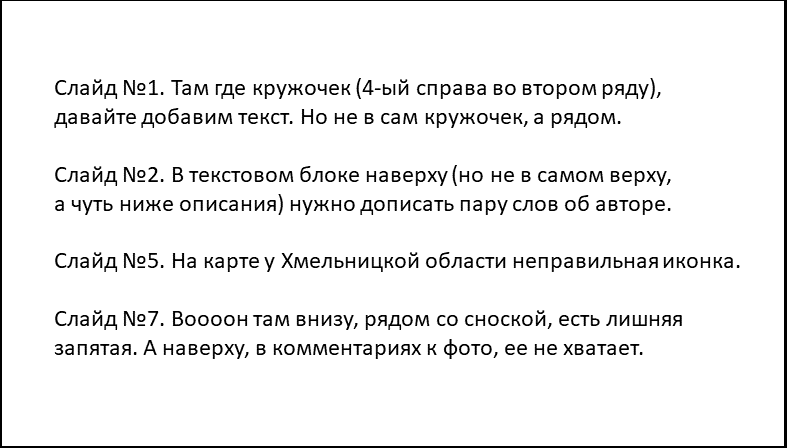 Слайд №1. Там где кружочек (4-ый справа во втором ряду),
давайте добавим текст. Но не в сам кружочек, а рядом.
Слайд №2. В текстовом блоке наверху (но не в самом верху,
а чуть ниже описания) нужно дописать пару слов об авторе.
Слайд №5. На карте у Хмельницкой области неправильная иконка.
Слайд №7. Воооон там внизу, рядом со сноской, есть лишняя
запятая. А наверху, в комментариях к фото, ее не хватает.